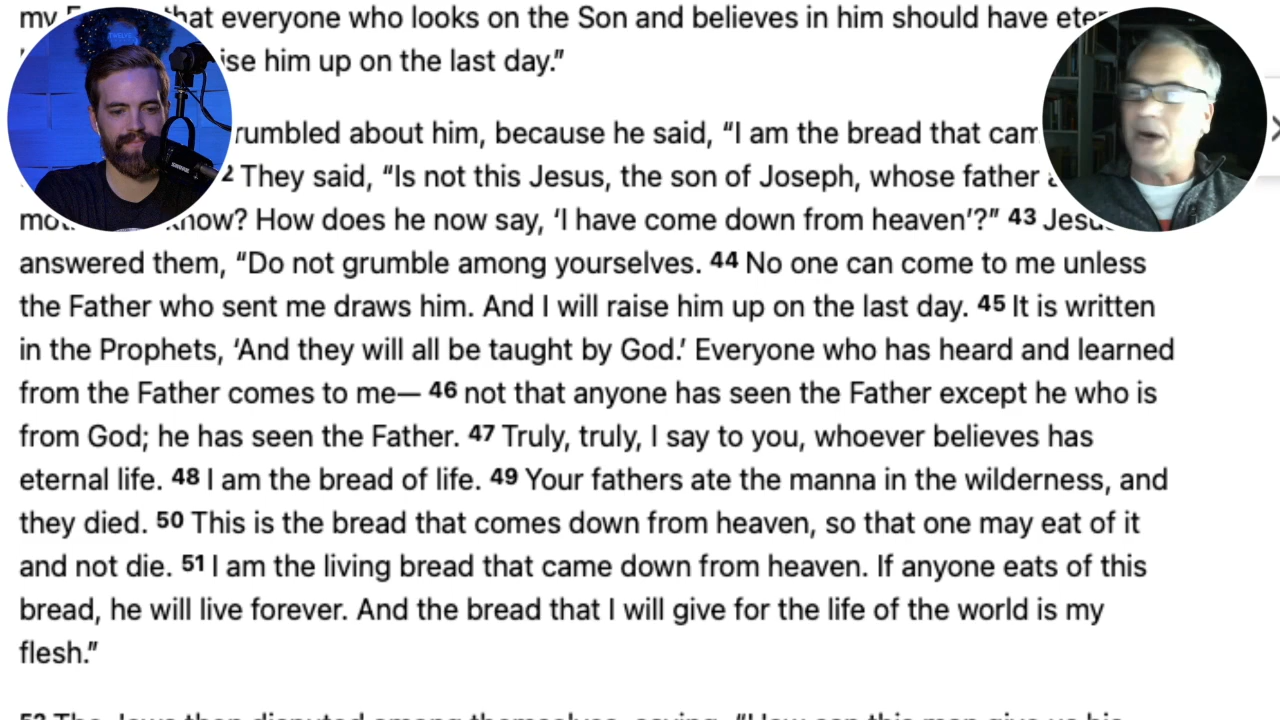 my that everyone who looks on the Son and believes in him should have
him up on the last day.”
about him, because he said, “I am the bread that
They said, “Is not this Jesus, the son of Joseph, whose father
How does he now say, ‘I have come down from heaven’?” 43
answered them, “Do not grumble among yourselves. 44 No one can come to me unless
the Father who sent me draws him. And I will raise him up on the last day. 45 It is written
in the Prophets, ‘And they will all be taught by God.’ Everyone who has heard and learned
from the Father comes to me— 46 not that anyone has seen the Father except he who is
from God; he has seen the Father. 47 Truly, truly, I say to you, whoever believes has
eternal life. 48 I am the bread of life. 49 Your fathers ate the manna in the wilderness, and
they died. 50 This is the bread that comes down from heaven, so that one may eat of it
and not die. 51 I am the living bread that came down from heaven. If anyone eats of this
bread, he will live forever. And the bread that I will give for the life of the world is my
flesh.”